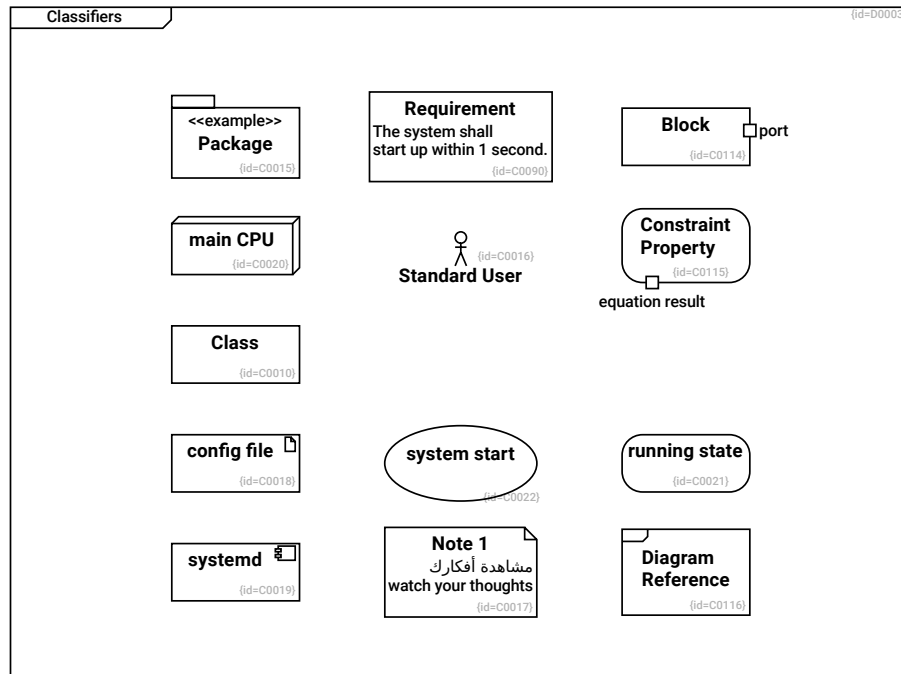 Classifiers
{id=D0003
<<example>>
Package
{id=C0015}
Requirement
The system shall
start up within 1 second.
{id=C0090}
Block
port
{id=C0114}
main CPU
{id=C0020}
{id=C0016}
Standard User
Constraint
Property
{id=C0115}
equation result
Class
{id=C0010}
config file
{id=C0018}
system start
{id=C0022}
running state
{id=C0021}
systemd
{id=C0019}
Note 1
مشاهدة أفكارك
watch your thoughts
{id=C0017}
Diagram
Reference
{id=C0116}